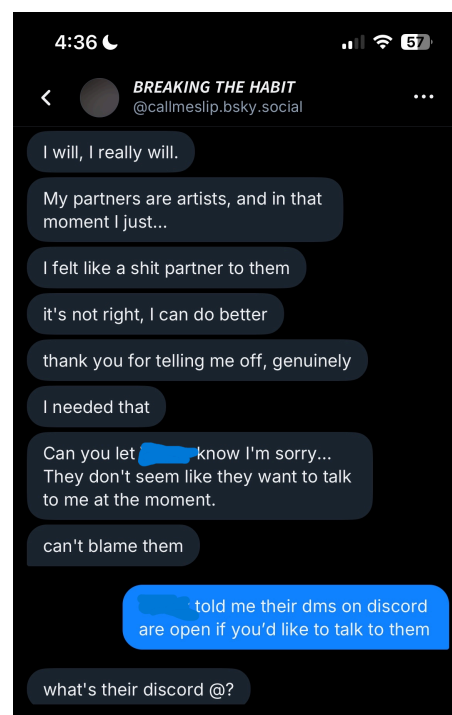 4:36
57
BREAKING THE HABIT
@callmeslip.bsky.social
I will, I really will.
My partners are artists, and in that
moment I just...
I felt like a shit partner to them
it's not right, I can do better
thank you for telling me off, genuinely
I needed that
Can you let know I'm sorry...
They don't seem like they want to talk
to me at the moment.
can't blame them
told me their dms on discord
are open if you'd like to talk to them
what's their discord @?